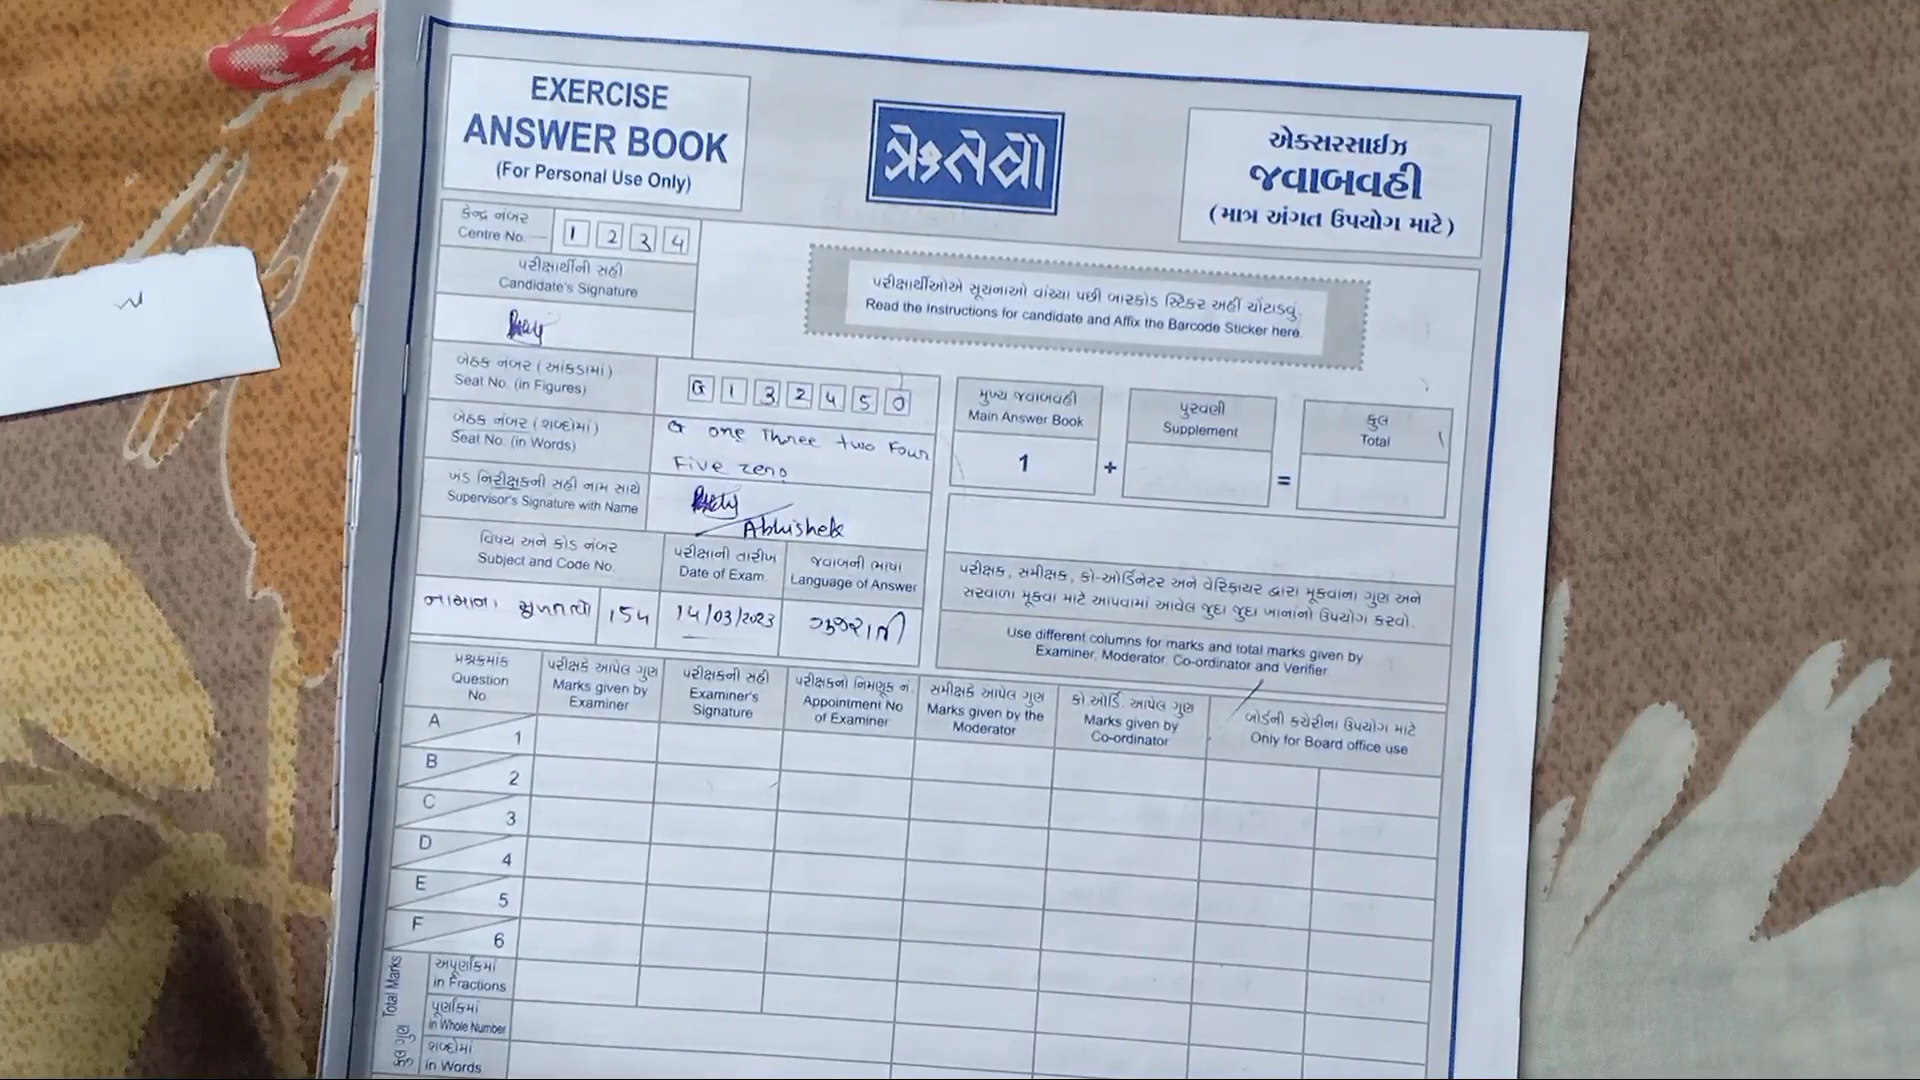 EXERCISE
ANSWER BOOK
(For Personal Use Only)
એક્સરસાઈઝ
જવાબવહી
(માત્ર અંગત ઉપયોગ માટે)
કેન્દ્ર નંબર
Centre No.
1 2 3 4
પરીક્ષાર્થીની સહી
Candidate's Signature
પરીક્ષાર્થીઓએ સૂચનાઓ વાંચ્યા પછી બારકોડ સ્ટિકર અહીં ચોંટાડવું.
Read the Instructions for candidate and Affix the Barcode Sticker here.
બેઠક નંબર (આંકડામાં)
Seat No. (in Figures)
G 1 3 2 4 5 0
બેઠક નંબર (શબ્દોમાં)
Seat No. (in Words)
G one Three two Four
Five zero
ખંડ નિરીક્ષકની સહી નામ સાથે
Supervisor's Signature with Name
Abhishek
મુખ્ય જવાબવહી
Main Answer Book
1
+
પુરવણી
Supplement
=
કુલ
Total
વિષય અને કોડ નંબર
Subject and Code No.
પરીક્ષાની તારીખ
Date of Exam.
જવાબની ભાષા
Language of Answer
154
14/03/2023
ગુજરાતી
પરીક્ષક, સમીક્ષક, કો-ઓર્ડિનેટર અને વેરિફાયર દ્વારા મૂકવાના ગુણ અને
સરવાળા મૂકવા માટે આપવામાં આવેલ જુદા જુદા ખાનાંનો ઉપયોગ કરવો.
Use different columns for marks and total marks given by
Examiner, Moderator, Co-ordinator and Verifier
પ્રશ્નક્રમાંક
Question
No.
પરીક્ષકે આપેલ ગુણ
Marks given by
Examiner
પરીક્ષકની સહી
Examiner's
Signature
પરીક્ષકનો નિમણૂક નં.
Appointment No
of Examiner
સમીક્ષકે આપેલ ગુણ
Marks given by the
Moderator
કો.ઓર્ડિ. આપેલ ગુણ
Marks given by
Co-ordinator
બોર્ડની કચેરીના ઉપયોગ માટે
Only for Board office use
A 1
B 2
C 3
D 4
E 5
F 6
કુલ ગુણ Total Marks
અપૂર્ણાંકમાં
in Fractions
પૂર્ણાંકમાં
in Whole Number
શબ્દોમાં
in Words